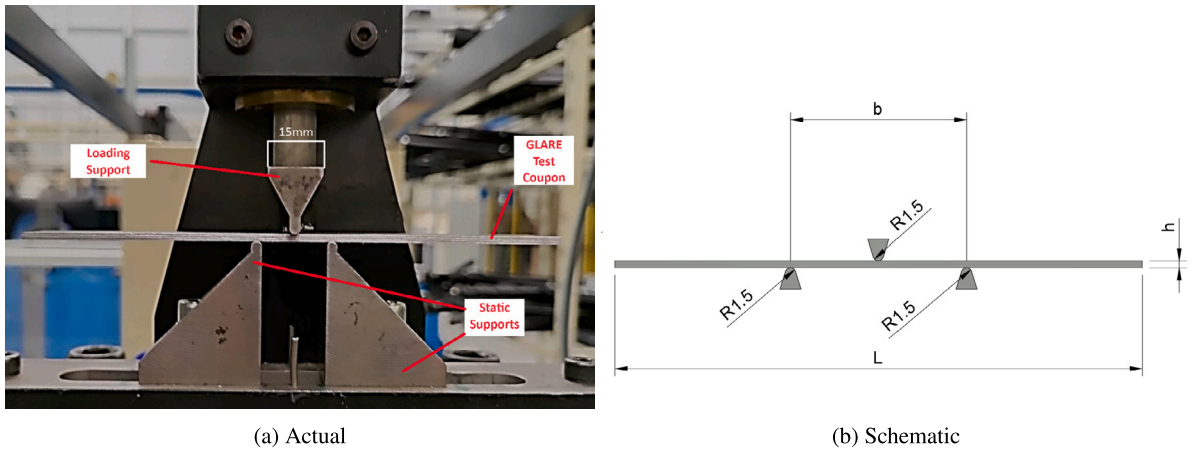 15mm
Loading
Support
GLARE
Test
Coupon
Static
Supports
(a) Actual
b
R1.5
h
R1.5
R1.5
L
(b) Schematic